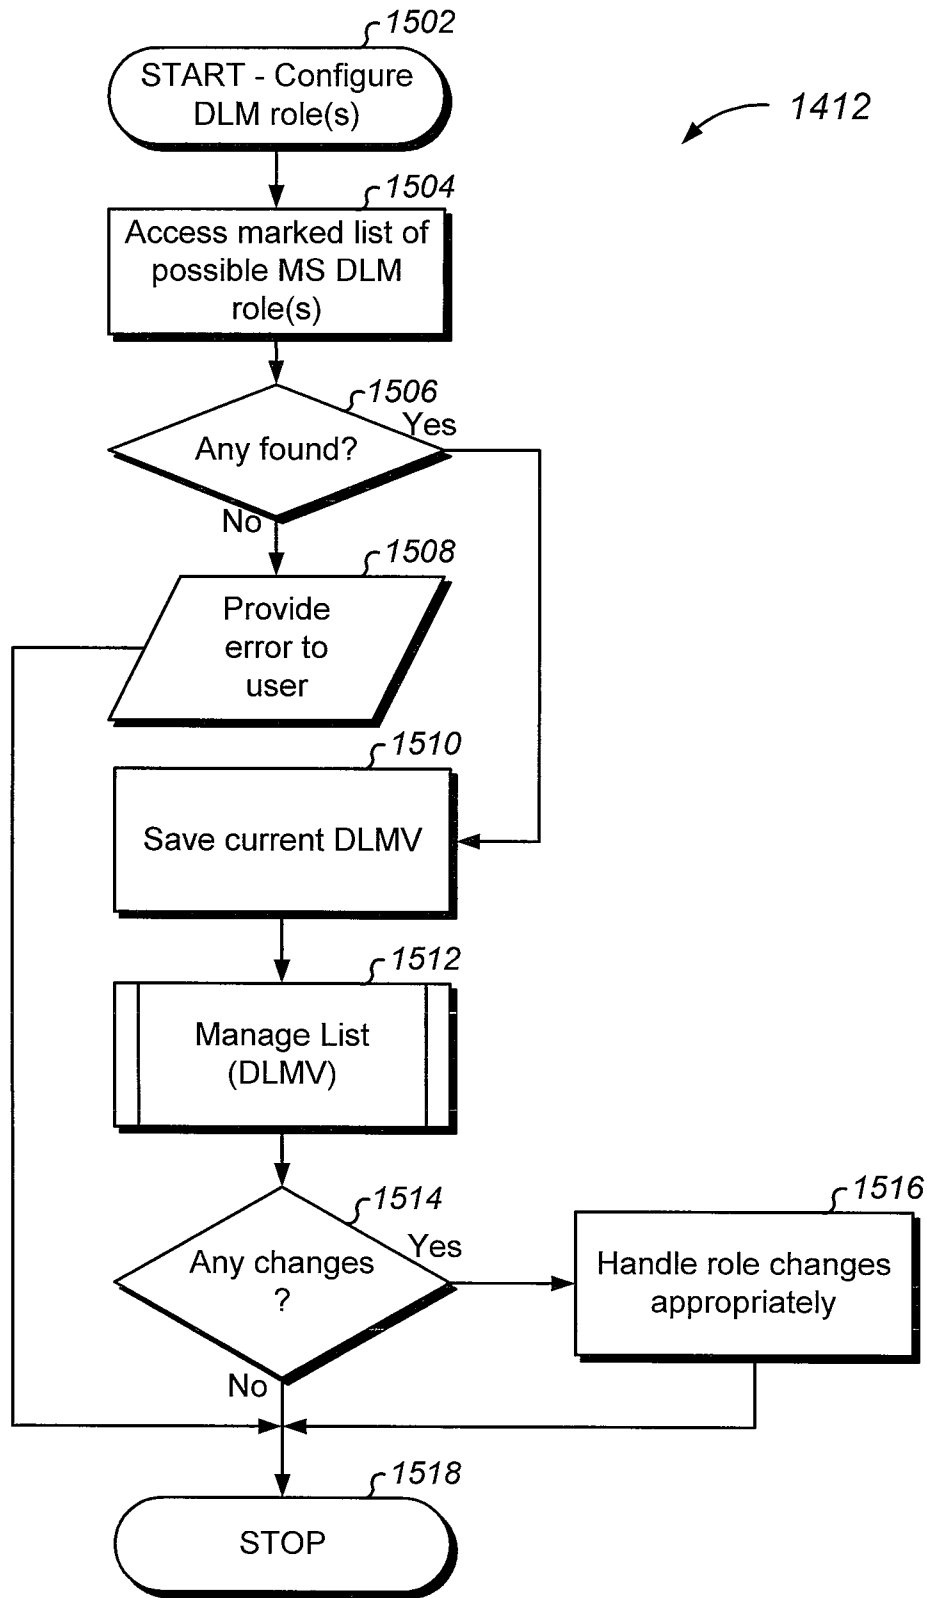 1502
START - Configure
DLM role(s)
1412
1504
Access marked list of
possible MS DLM
role(s)
1506
Yes
Any found?
No
1508
Provide
error to
user
1510
Save current DLMV
1512
Manage List
(DLMV)
1514
Yes
Any changes
?
No
1516
Handle role changes
appropriately
1518
STOP